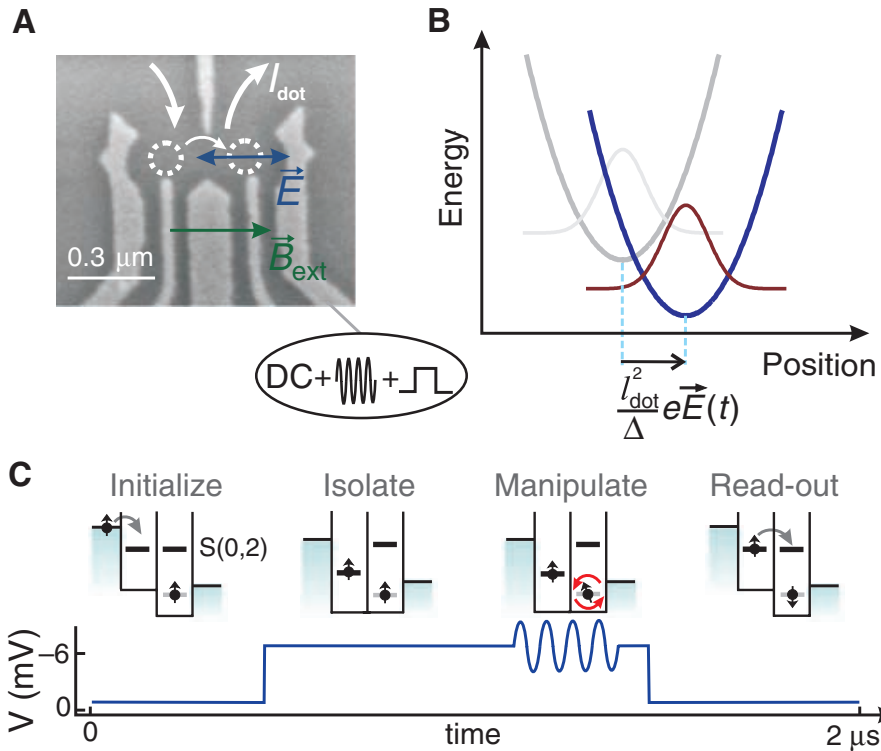 A
I_dot
E
B_ext
0.3 μm
DC+ +
B
Energy
Position
l²_dot/Δ eE(t)
C
Initialize
Isolate
Manipulate
Read-out
S(0,2)
V (mV)
–6
0
0
time
2 μs